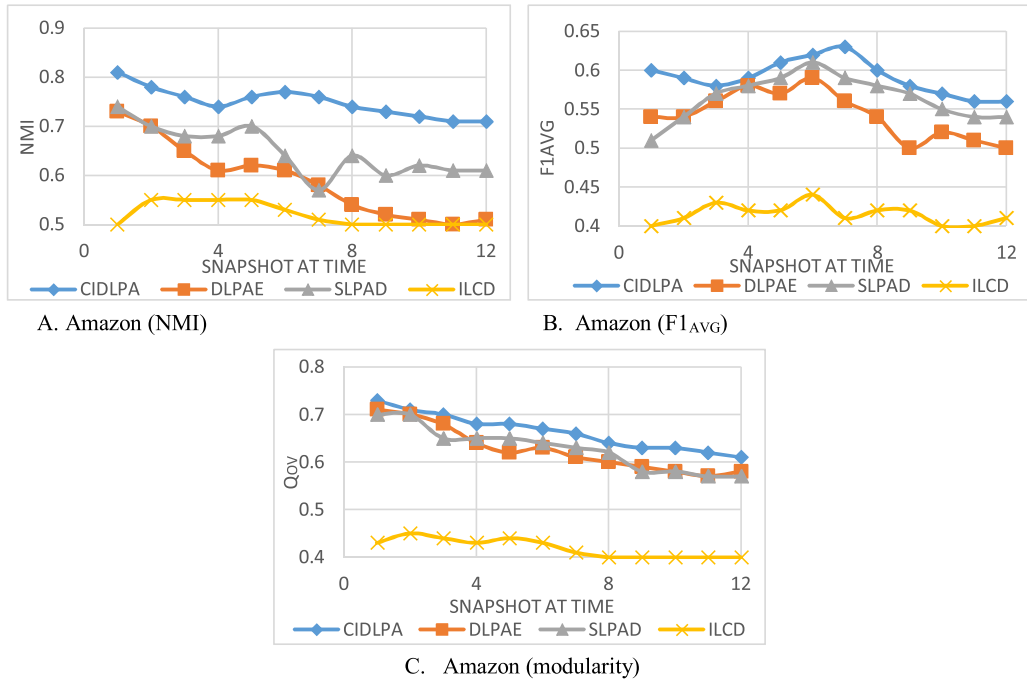 0.9
0.8
0.7
0.6
0.5
NMI
0 4 8 12
SNAPSHOT AT TIME
CIDLPA DLPAE SLPAD ILCD
A. Amazon (NMI)
0.65
0.6
0.55
0.5
0.45
0.4
F1AVG
0 4 8 12
SNAPSHOT AT TIME
CIDLPA DLPAE SLPAD ILCD
B. Amazon (F1AVG)
0.8
0.7
0.6
0.5
0.4
QOV
0 4 8 12
SNAPSHOT AT TIME
CIDLPA DLPAE SLPAD ILCD
C. Amazon (modularity)